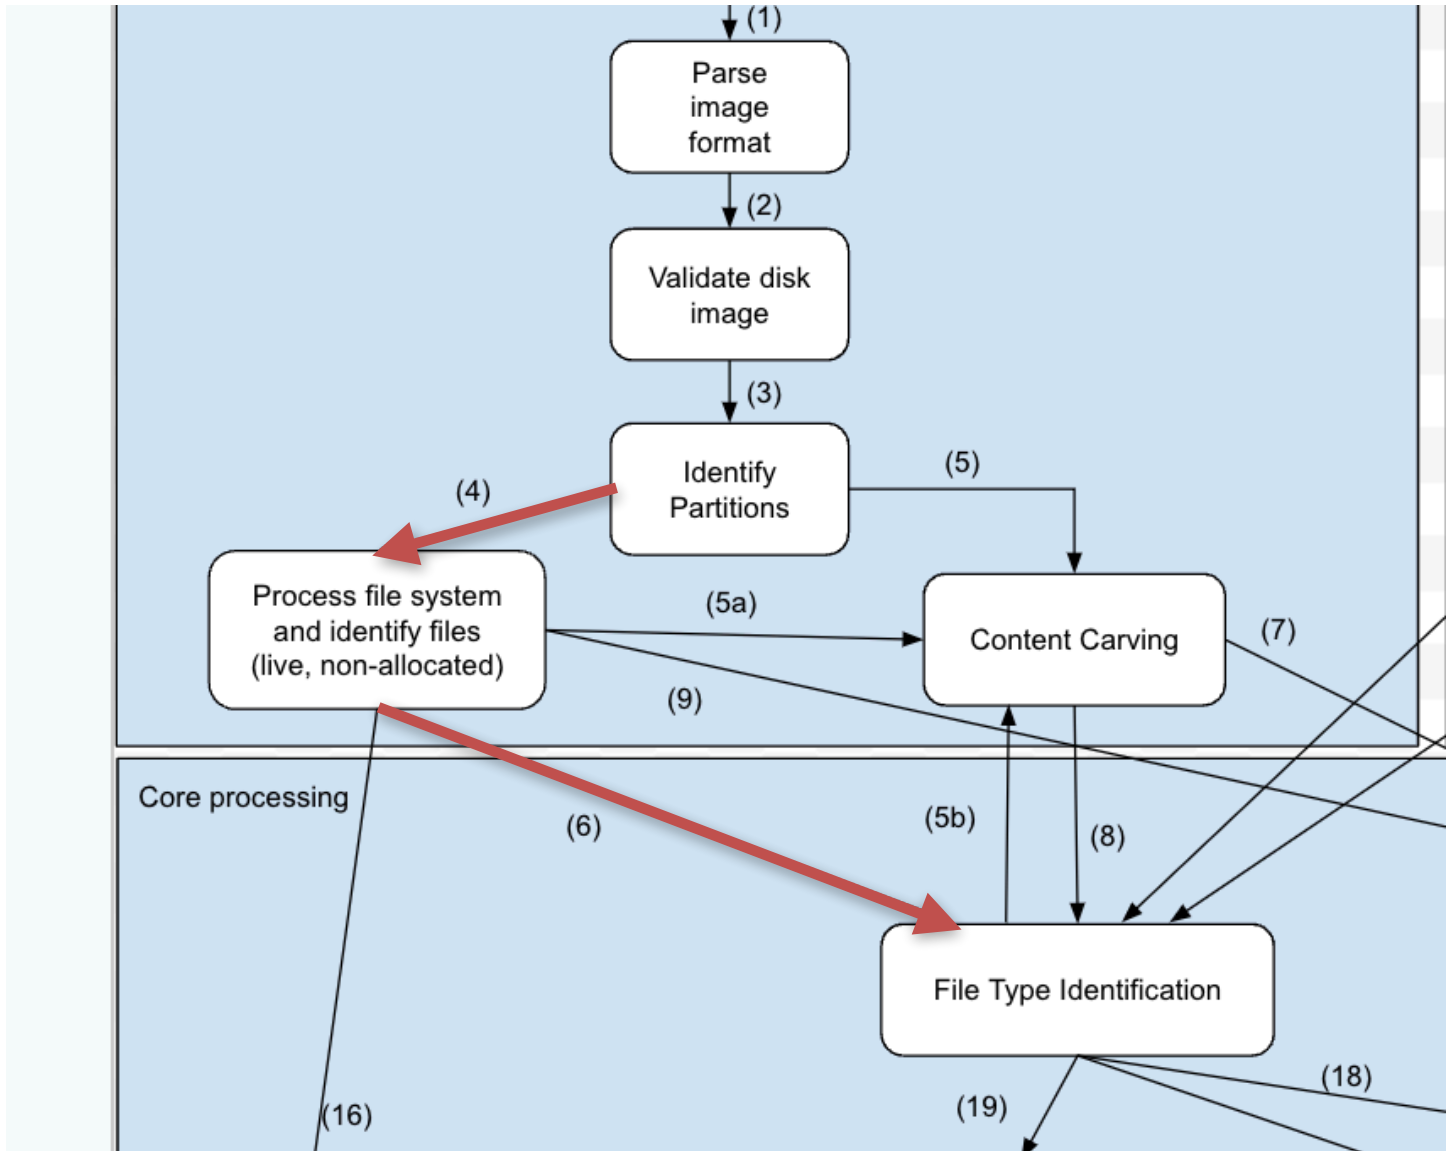 (1)
Parse
image
format
(2)
Validate disk
image
(3)
Identify
Partitions
(4)
(5)
Process file system
and identify files
(live, non-allocated)
(5a)
Content Carving
(7)
(9)
Core processing
(6)
(5b)
(8)
File Type Identification
(16)
(19)
(18)